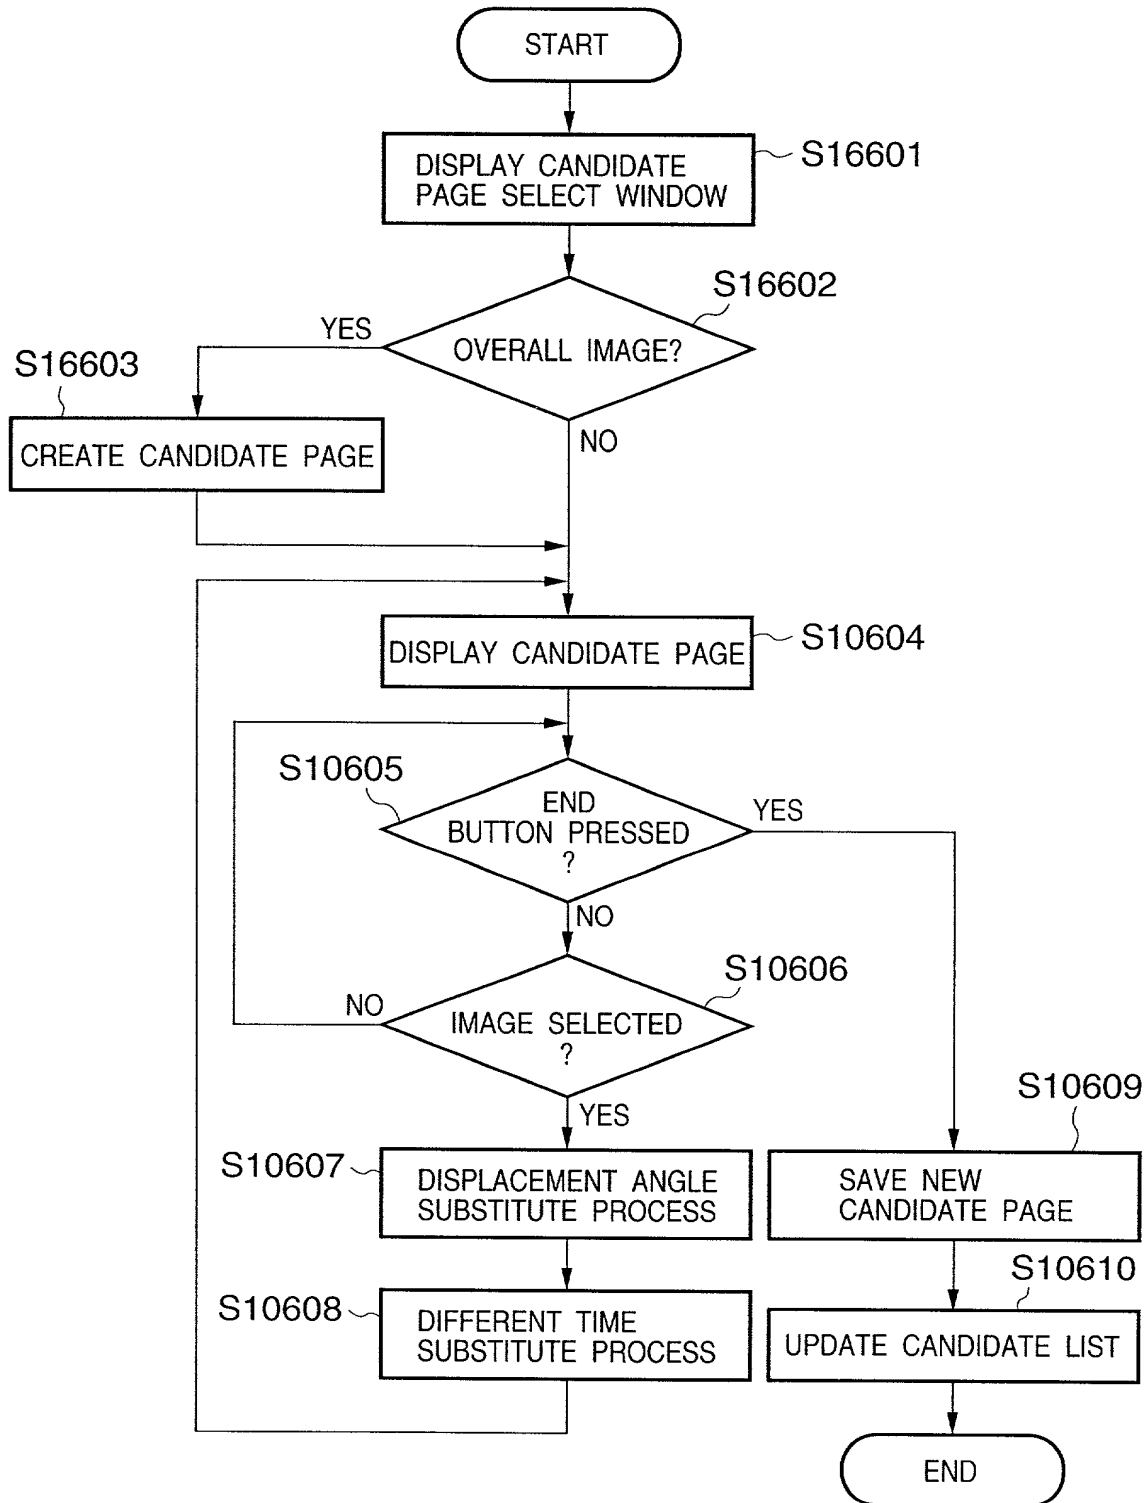 START
DISPLAY CANDIDATE
PAGE SELECT WINDOW
S16601
S16602
OVERALL IMAGE?
YES
NO
S16603
CREATE CANDIDATE PAGE
DISPLAY CANDIDATE PAGE
S10604
S10605
END
BUTTON PRESSED
?
YES
NO
S10606
IMAGE SELECTED
?
NO
YES
S10607
DISPLACEMENT ANGLE
SUBSTITUTE PROCESS
S10608
DIFFERENT TIME
SUBSTITUTE PROCESS
S10609
SAVE NEW
CANDIDATE PAGE
S10610
UPDATE CANDIDATE LIST
END